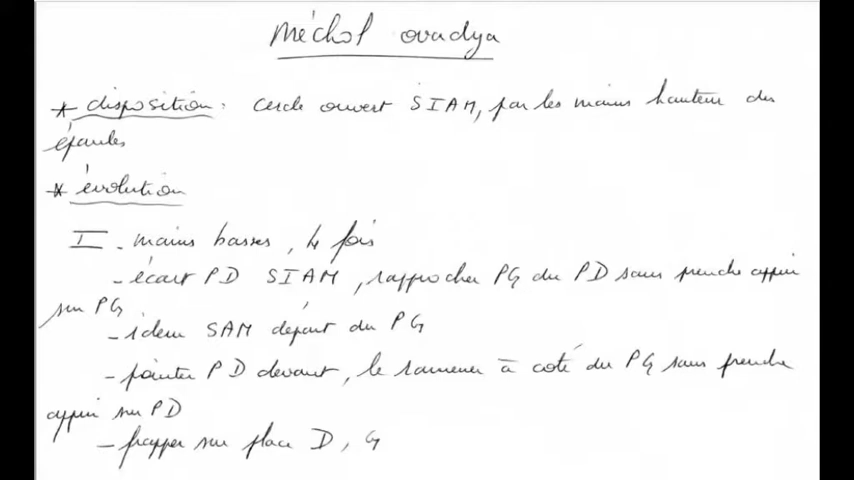 Méchol ovadya
* disposition : cercle ouvert SIAM, par les mains hauteur des
épaules
* évolution
I - mains basses, 4 fois
- écart PD SIAM, rapprocher PG du PD sans prendre appui
sur PG
- idem SAM départ du PG
- pointer PD devant, le ramener à coté du PG sans prendre
appui sur PD
- frapper sur place D, G